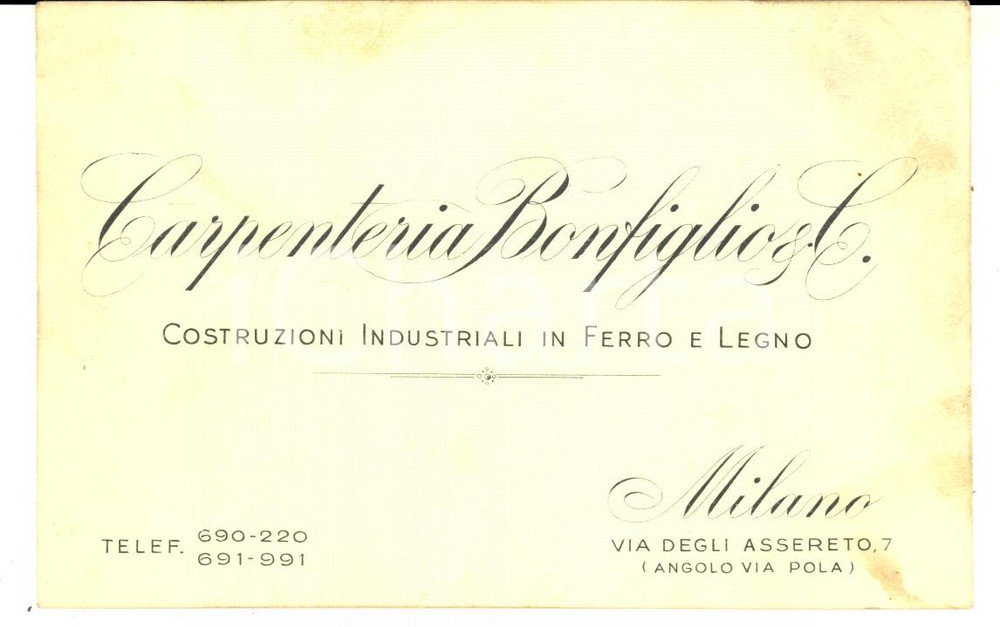 Carpenteria Bonfiglio & C.
COSTRUZIONI INDUSTRIALI IN FERRO E LEGNO
Milano
TELEF. 690-220
691-991
VIA DEGLI ASSERETO, 7
(ANGOLO VIA POLA)
iCharta